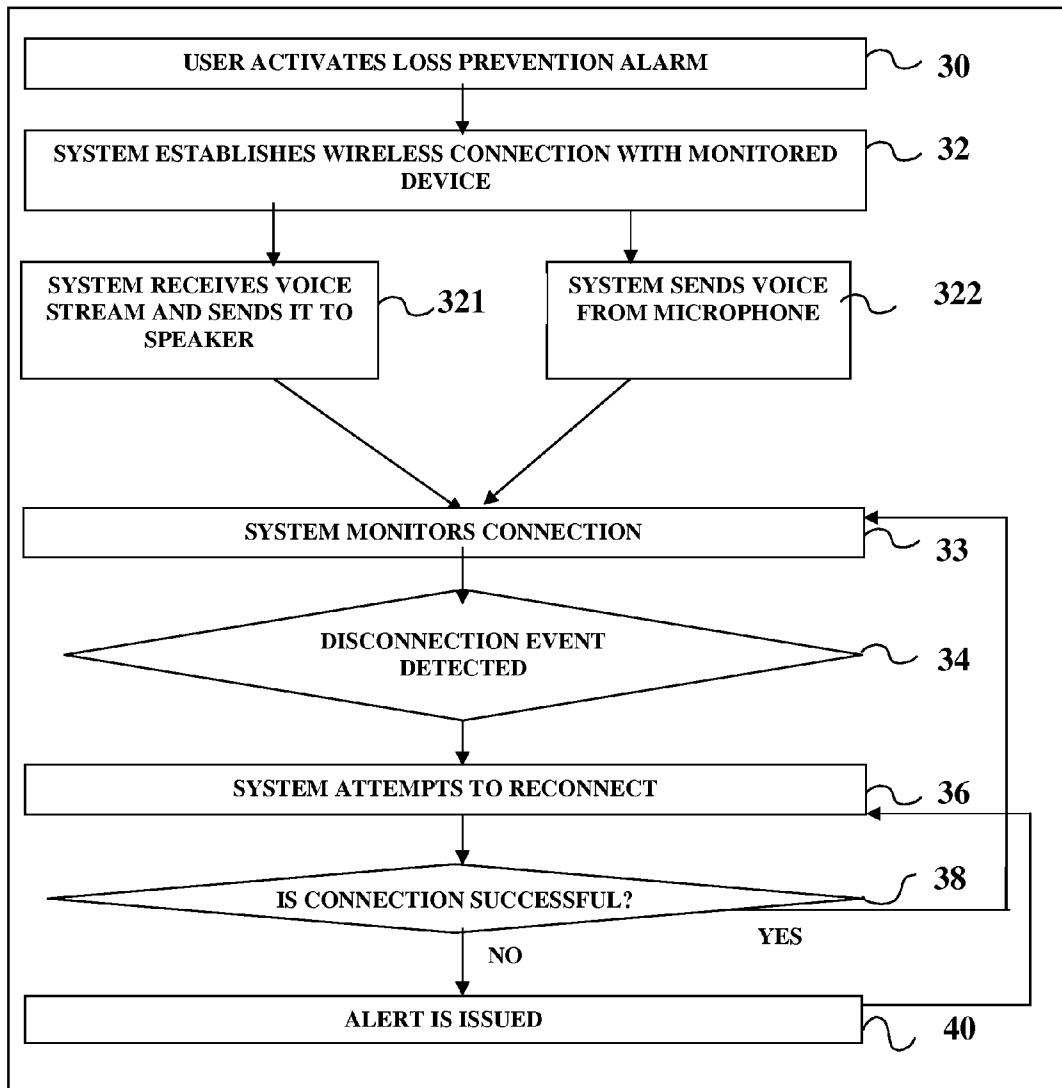 USER ACTIVATES LOSS PREVENTION ALARM
30
SYSTEM ESTABLISHES WIRELESS CONNECTION WITH MONITORED
DEVICE
32
SYSTEM RECEIVES VOICE
STREAM AND SENDS IT TO
SPEAKER
321
SYSTEM SENDS VOICE
FROM MICROPHONE
322
SYSTEM MONITORS CONNECTION
33
DISCONNECTION EVENT
DETECTED
34
SYSTEM ATTEMPTS TO RECONNECT
36
IS CONNECTION SUCCESSFUL?
38
YES
NO
ALERT IS ISSUED
40